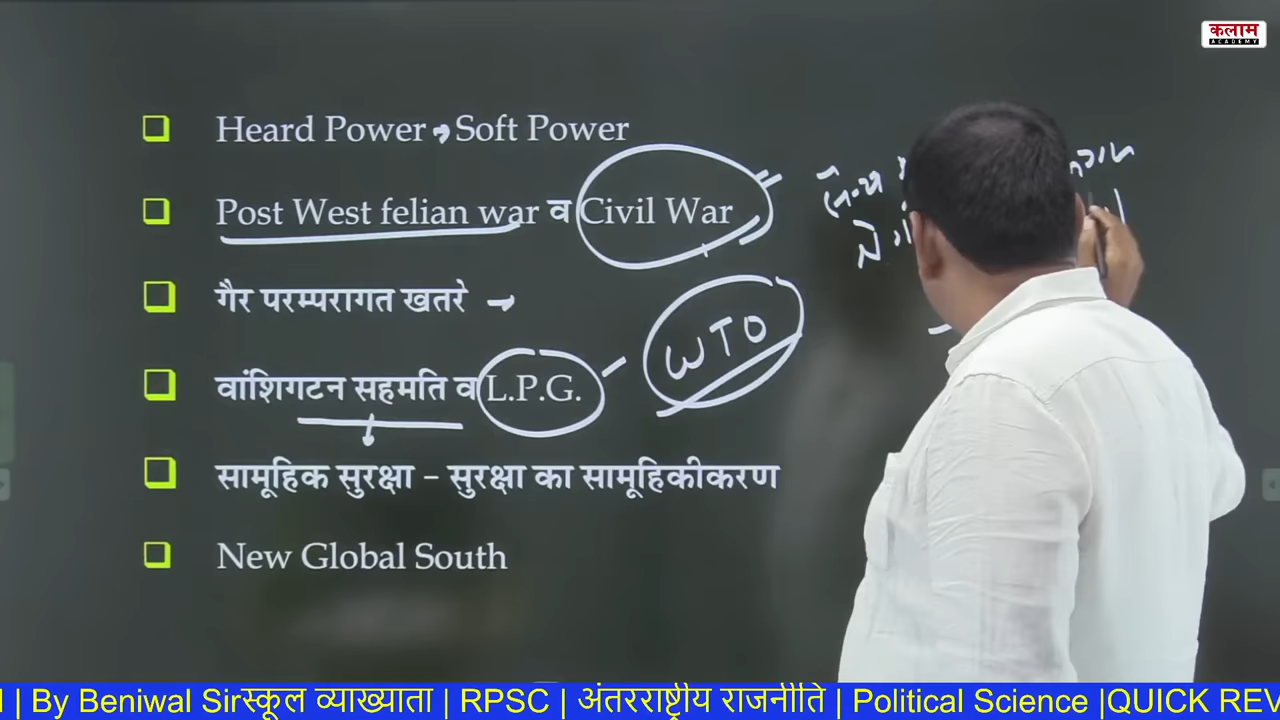 कलाम
ACADEMY
❑ Heard Power → Soft Power
❑ Post West felian war व Civil War
❑ गैर परम्परागत खतरे →
❑ वांशिगटन सहमति व L.P.G. - WTO
❑ सामूहिक सुरक्षा – सुरक्षा का सामूहिकीकरण
❑ New Global South
| By Beniwal Sirस्कूल व्याख्याता | RPSC | अंतरराष्ट्रीय राजनीति | Political Science |QUICK REV